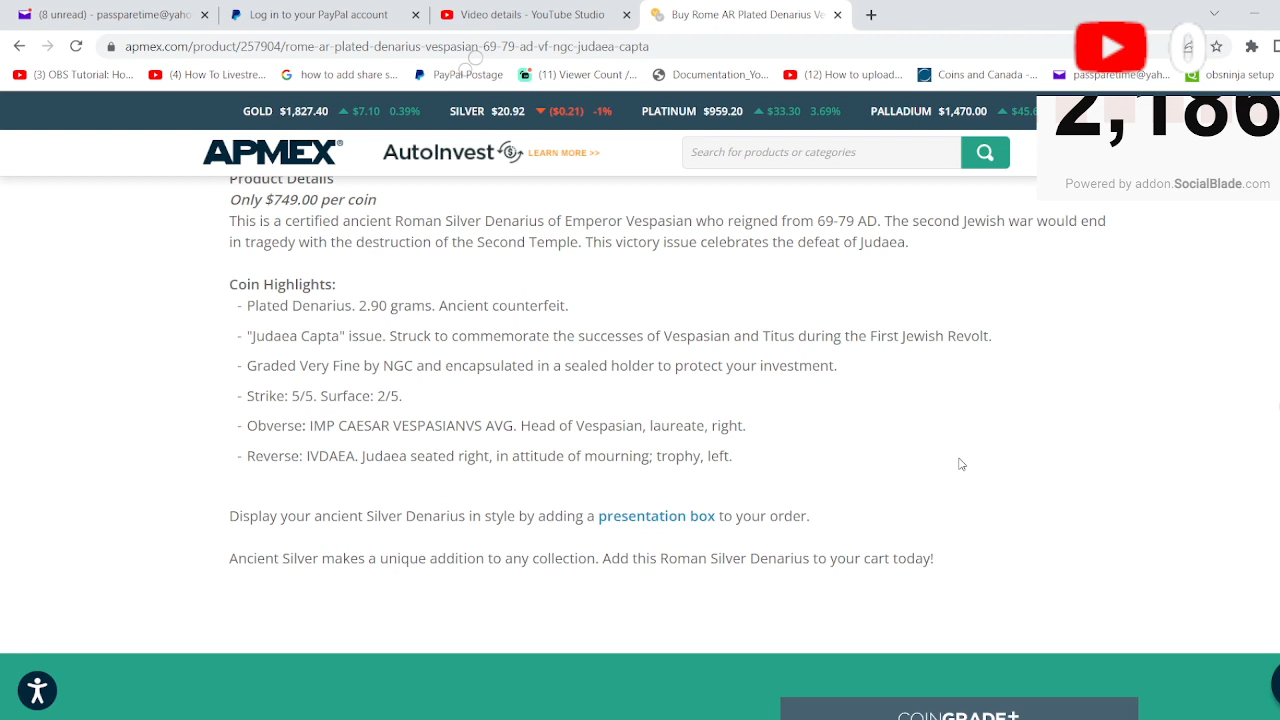 (8 unread) - passparetime@yaho
Log in to your PayPal account
Video details - YouTube Studio
Buy Rome AR Plated Denarius Ve
apmex.com/product/257904/rome-ar-plated-denarius-vespasian-69-79-ad-vf-ngc-judaea-capta
(3) OBS Tutorial: Ho...
(4) How To Livestre...
how to add share s...
PayPal Postage
(11) Viewer Count /...
Documentation_Yo...
(12) How to upload...
Coins and Canada -...
passparetime@yah...
obsninja setup
0
GOLD $1,827.40 $7.10 0.39%
SILVER $20.92 ($0.21) -1%
PLATINUM $959.20 $33.30 3.69%
PALLADIUM $1,470.00
2,186
Powered by addon.SocialBlade.com
APMEX
AutoInvest
LEARN MORE >>
Search for products or categories
Product Details
Only $749.00 per coin
This is a certified ancient Roman Silver Denarius of Emperor Vespasian who reigned from 69-79 AD. The second Jewish war would end
in tragedy with the destruction of the Second Temple. This victory issue celebrates the defeat of Judaea.
Coin Highlights:
- Plated Denarius. 2.90 grams. Ancient counterfeit.
- "Judaea Capta" issue. Struck to commemorate the successes of Vespasian and Titus during the First Jewish Revolt.
- Graded Very Fine by NGC and encapsulated in a sealed holder to protect your investment.
- Strike: 5/5. Surface: 2/5.
- Obverse: IMP CAESAR VESPASIANVS AVG. Head of Vespasian, laureate, right.
- Reverse: IVDAEA. Judaea seated right, in attitude of mourning; trophy, left.
Display your ancient Silver Denarius in style by adding a presentation box to your order.
Ancient Silver makes a unique addition to any collection. Add this Roman Silver Denarius to your cart today!
COINGRADE+